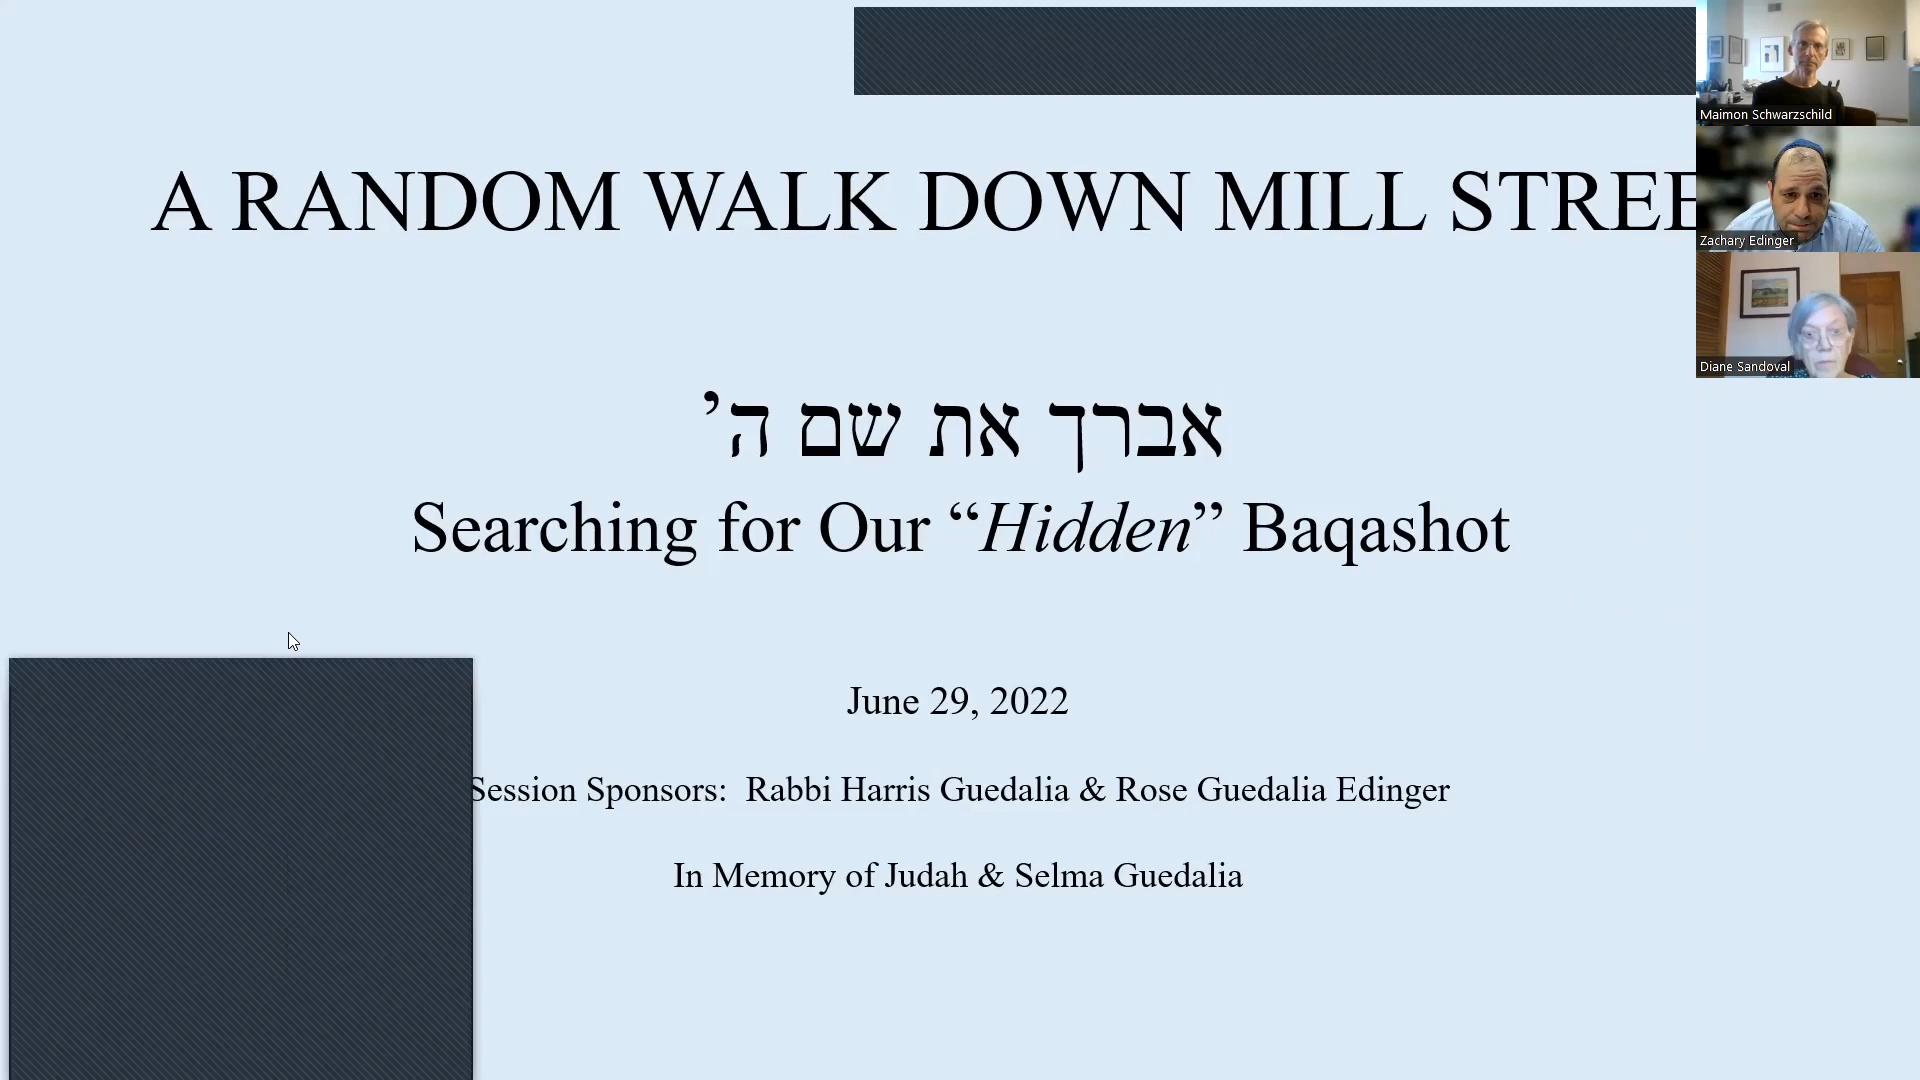 A RANDOM WALK DOWN MILL STREE
אברך את שם ה’
Searching for Our “Hidden” Baqashot
June 29, 2022
Session Sponsors: Rabbi Harris Guedalia & Rose Guedalia Edinger
In Memory of Judah & Selma Guedalia
Maimon Schwarzschild
Zachary Edinger
Diane Sandoval